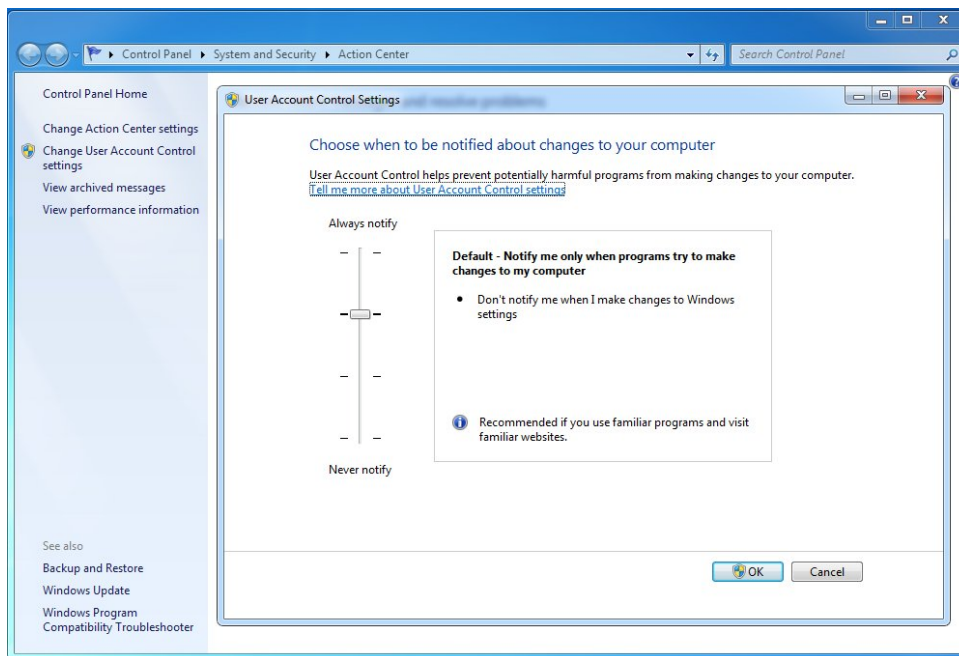 Control Panel ▸ System and Security ▸ Action Center
Search Control Panel
Control Panel Home
Change Action Center settings
Change User Account Control
settings
View archived messages
View performance information
See also
Backup and Restore
Windows Update
Windows Program
Compatibility Troubleshooter
User Account Control Settings
and resolve problems
Choose when to be notified about changes to your computer
User Account Control helps prevent potentially harmful programs from making changes to your computer.
Tell me more about User Account Control settings
Always notify
Never notify
Default - Notify me only when programs try to make
changes to my computer
• Don't notify me when I make changes to Windows
settings
Recommended if you use familiar programs and visit
familiar websites.
OK
Cancel